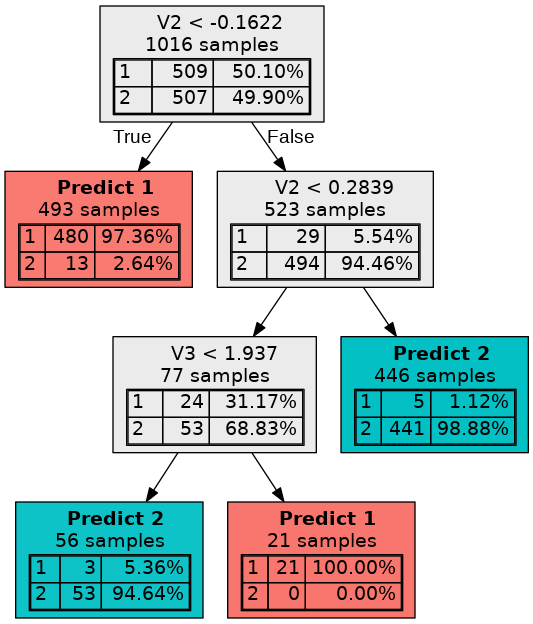 V2 < -0.1622
1016 samples
1 509 50.10%
2 507 49.90%
True
False
Predict 1
493 samples
1 480 97.36%
2 13 2.64%
V2 < 0.2839
523 samples
1 29 5.54%
2 494 94.46%
V3 < 1.937
77 samples
1 24 31.17%
2 53 68.83%
Predict 2
446 samples
1 5 1.12%
2 441 98.88%
Predict 2
56 samples
1 3 5.36%
2 53 94.64%
Predict 1
21 samples
1 21 100.00%
2 0 0.00%